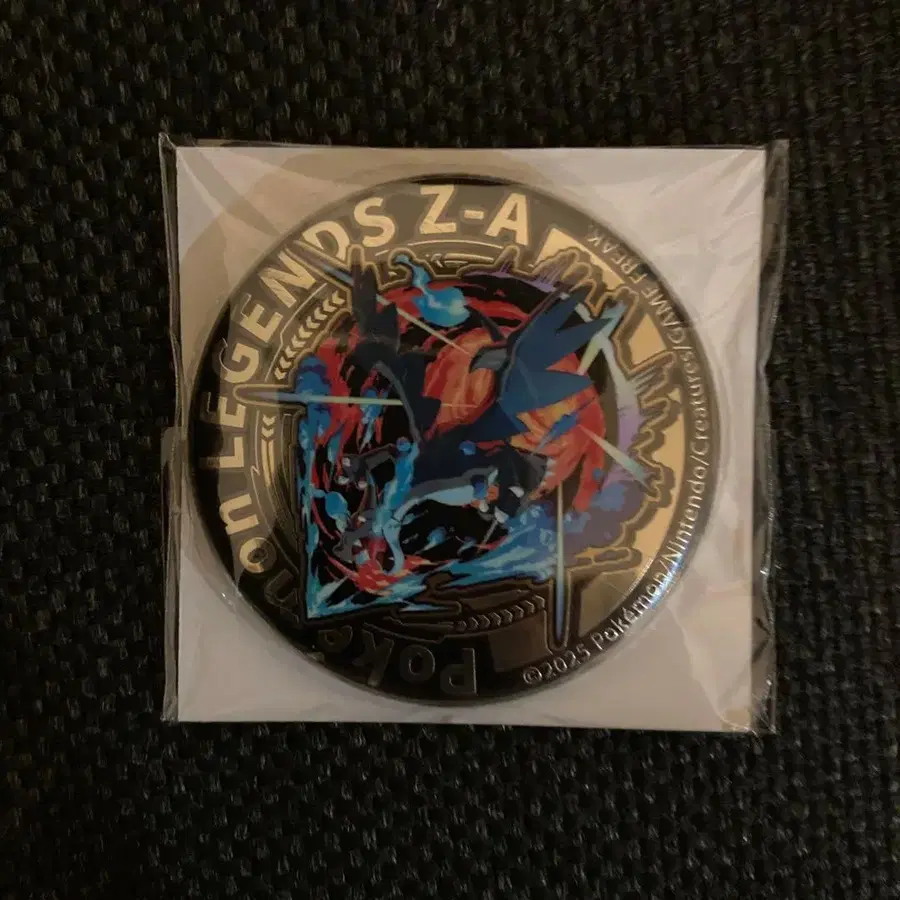 Pokémon LEGENDS Z-A
©2025 Pokémon/Nintendo/Creatures/GAME FREAK.